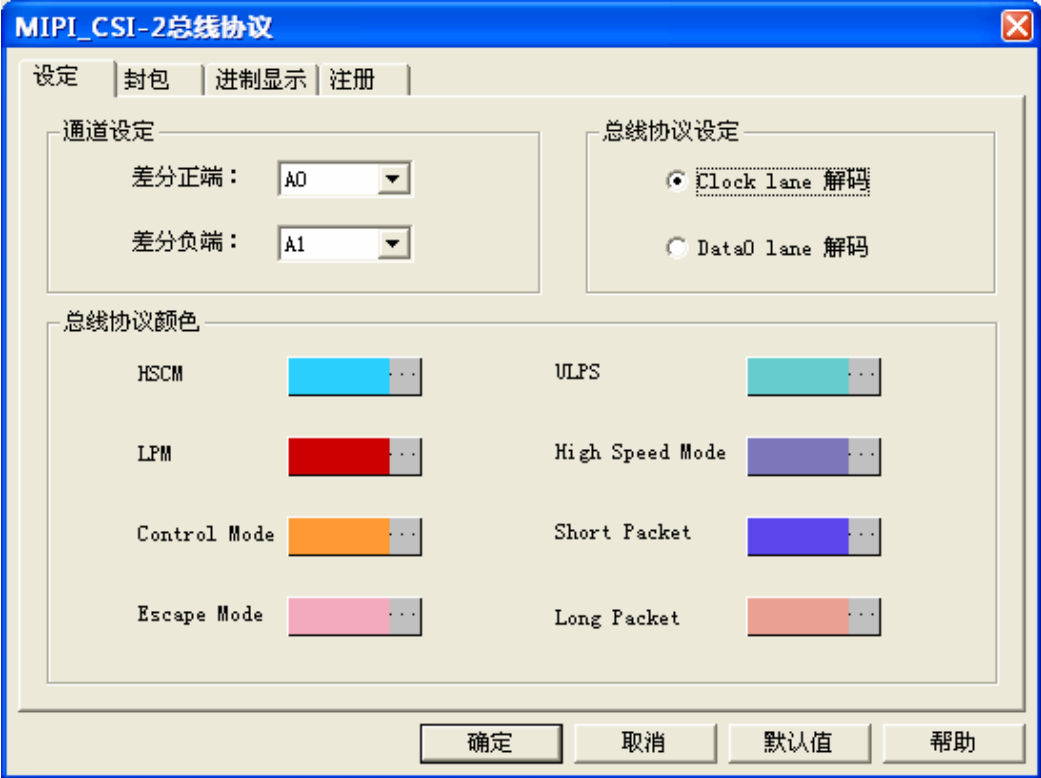 MIPI_CSI-2总线协议
设定 封包 进制显示 注册
通道设定
差分正端： A0
差分负端： A1
总线协议设定
Clock lane 解码
Data0 lane 解码
总线协议颜色
HSCM ... ULPS ...
LPM ... High Speed Mode ...
Control Mode ... Short Packet ...
Escape Mode ... Long Packet ...
确定 取消 默认值 帮助